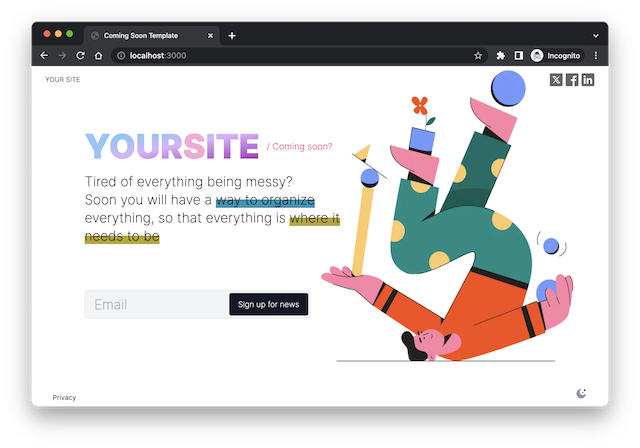 Coming Soon Template
localhost:3000
Incognito
YOUR SITE
YOURSITE / Coming soon?
Tired of everything being messy?
Soon you will have a way to organize
everything, so that everything is where it
needs to be
Email
Sign up for news
Privacy